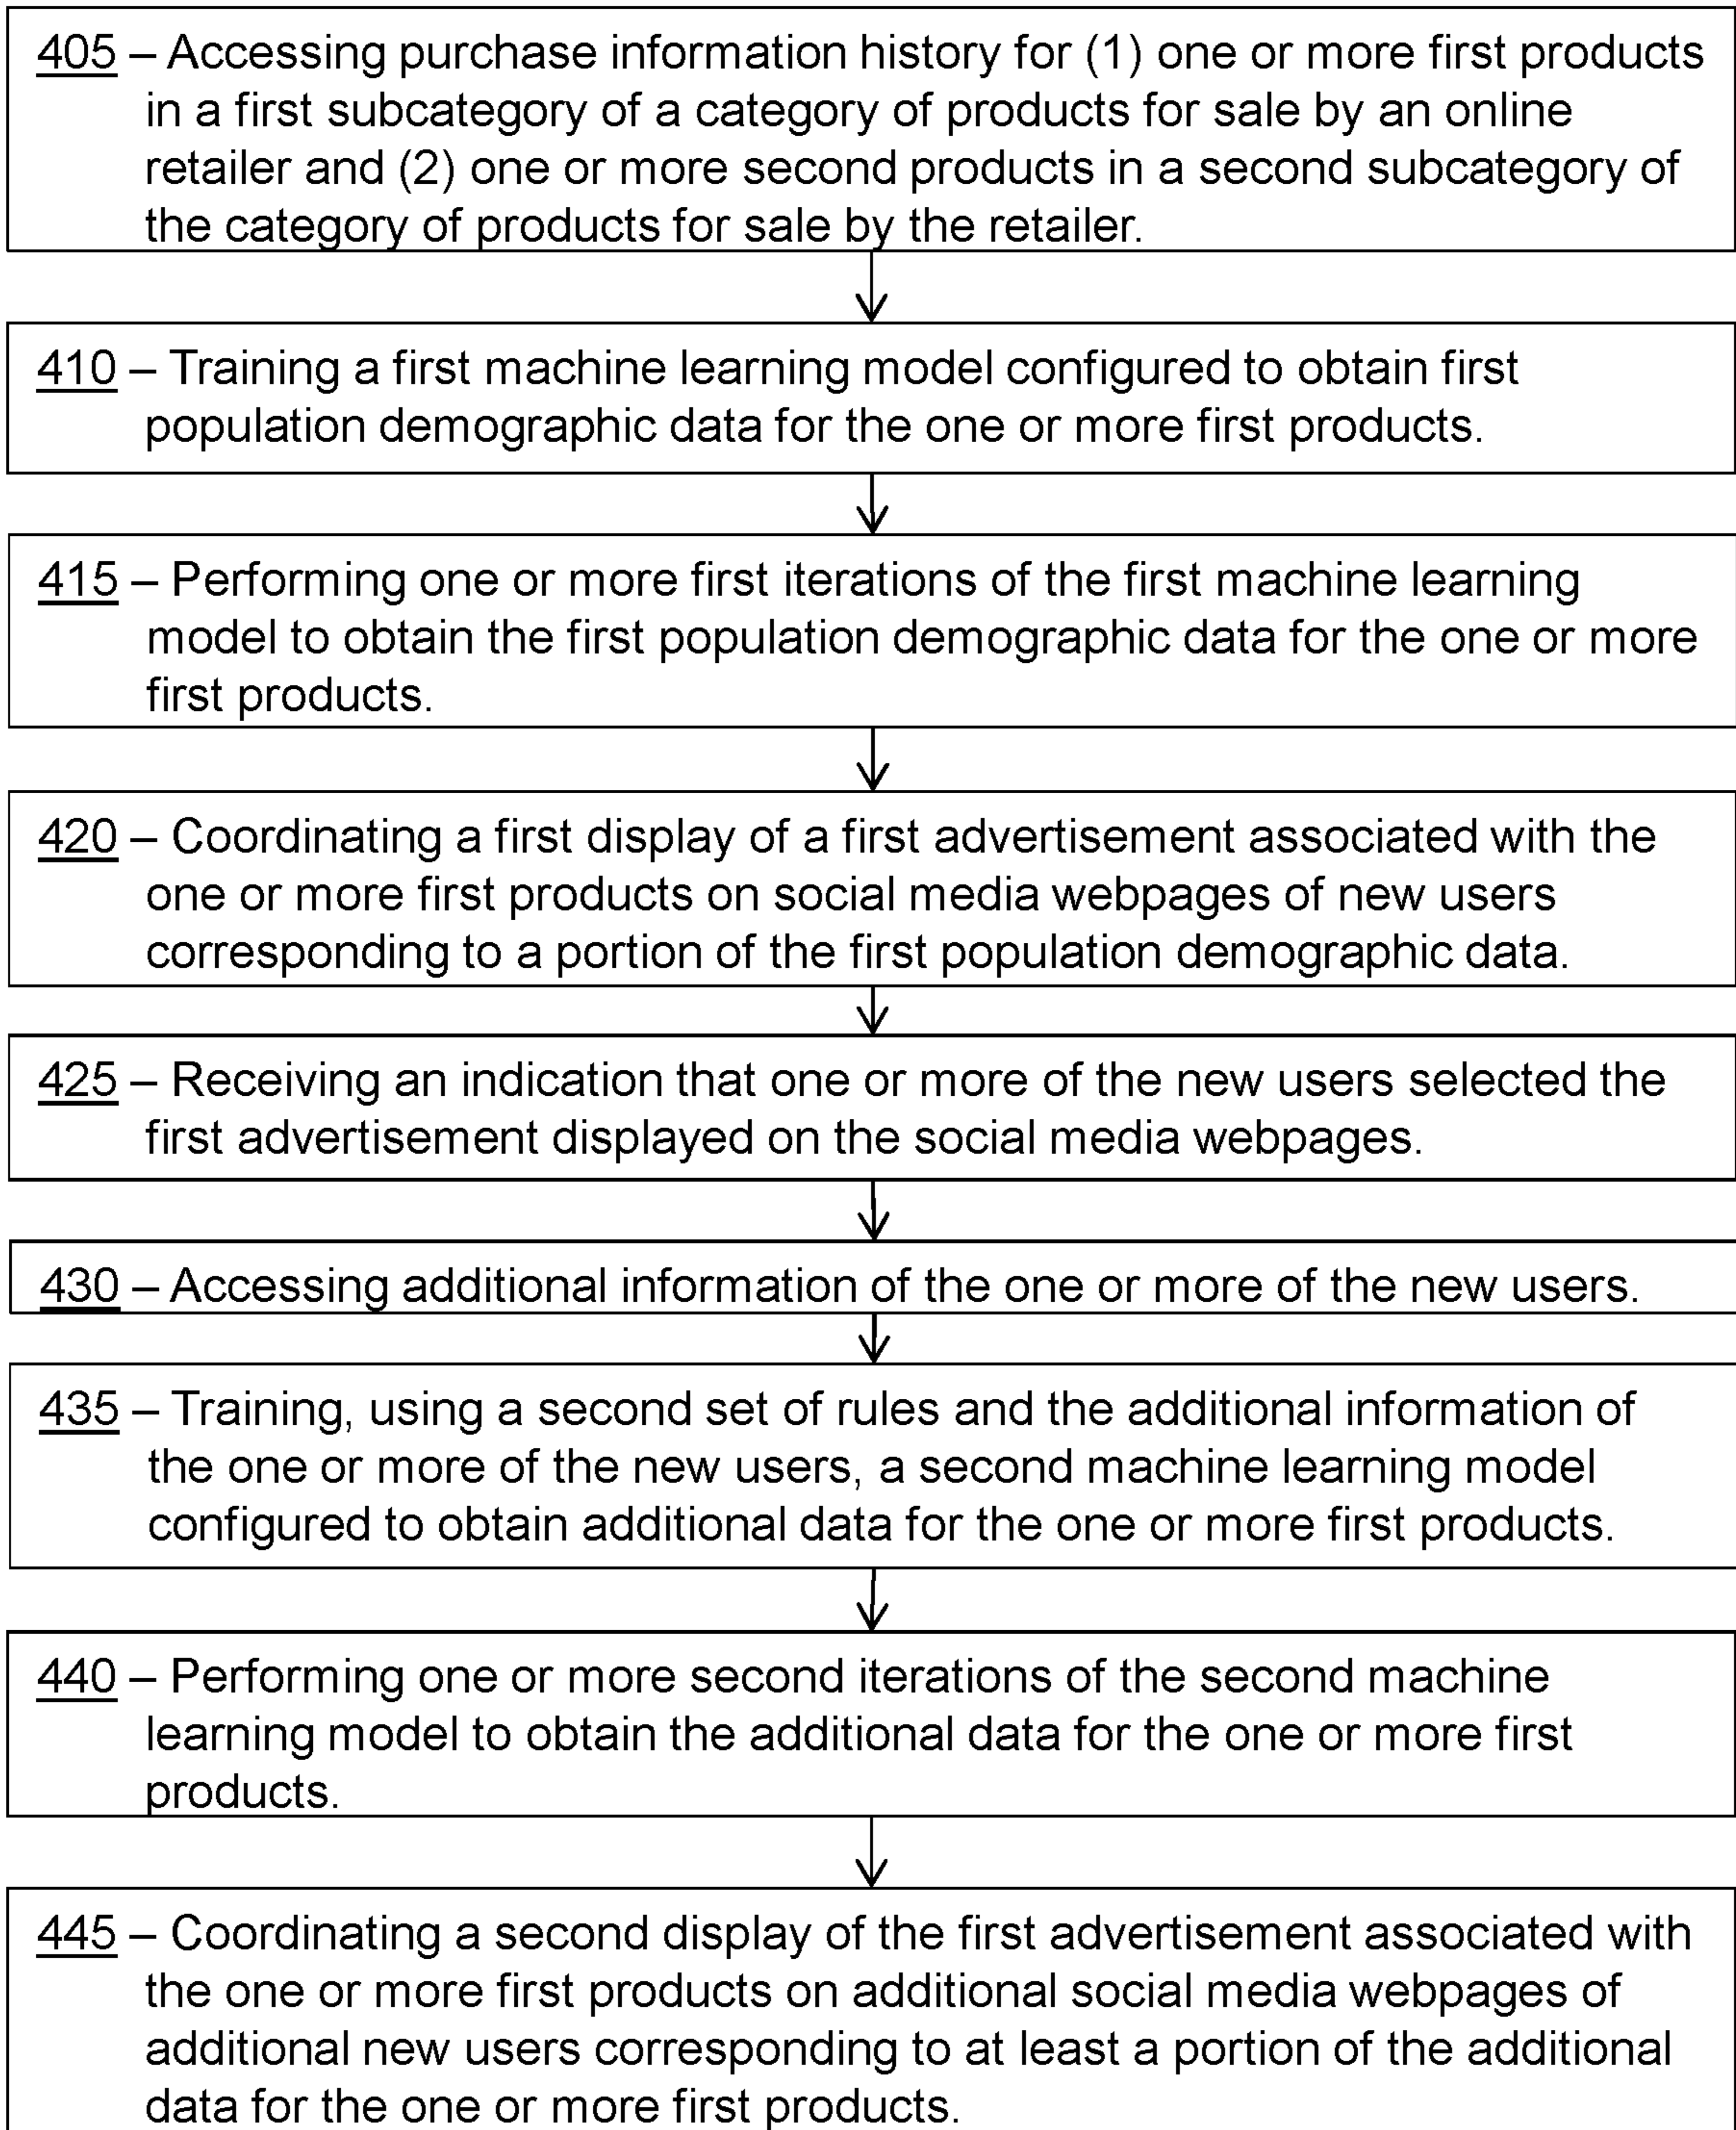 405 – Accessing purchase information history for (1) one or more first products
in a first subcategory of a category of products for sale by an online
retailer and (2) one or more second products in a second subcategory of
the category of products for sale by the retailer.
410 – Training a first machine learning model configured to obtain first
population demographic data for the one or more first products.
415 – Performing one or more first iterations of the first machine learning
model to obtain the first population demographic data for the one or more
first products.
420 – Coordinating a first display of a first advertisement associated with the
one or more first products on social media webpages of new users
corresponding to a portion of the first population demographic data.
425 – Receiving an indication that one or more of the new users selected the
first advertisement displayed on the social media webpages.
430 – Accessing additional information of the one or more of the new users.
435 – Training, using a second set of rules and the additional information of
the one or more of the new users, a second machine learning model
configured to obtain additional data for the one or more first products.
440 – Performing one or more second iterations of the second machine
learning model to obtain the additional data for the one or more first
products.
445 – Coordinating a second display of the first advertisement associated with
the one or more first products on additional social media webpages of
additional new users corresponding to at least a portion of the additional
data for the one or more first products.